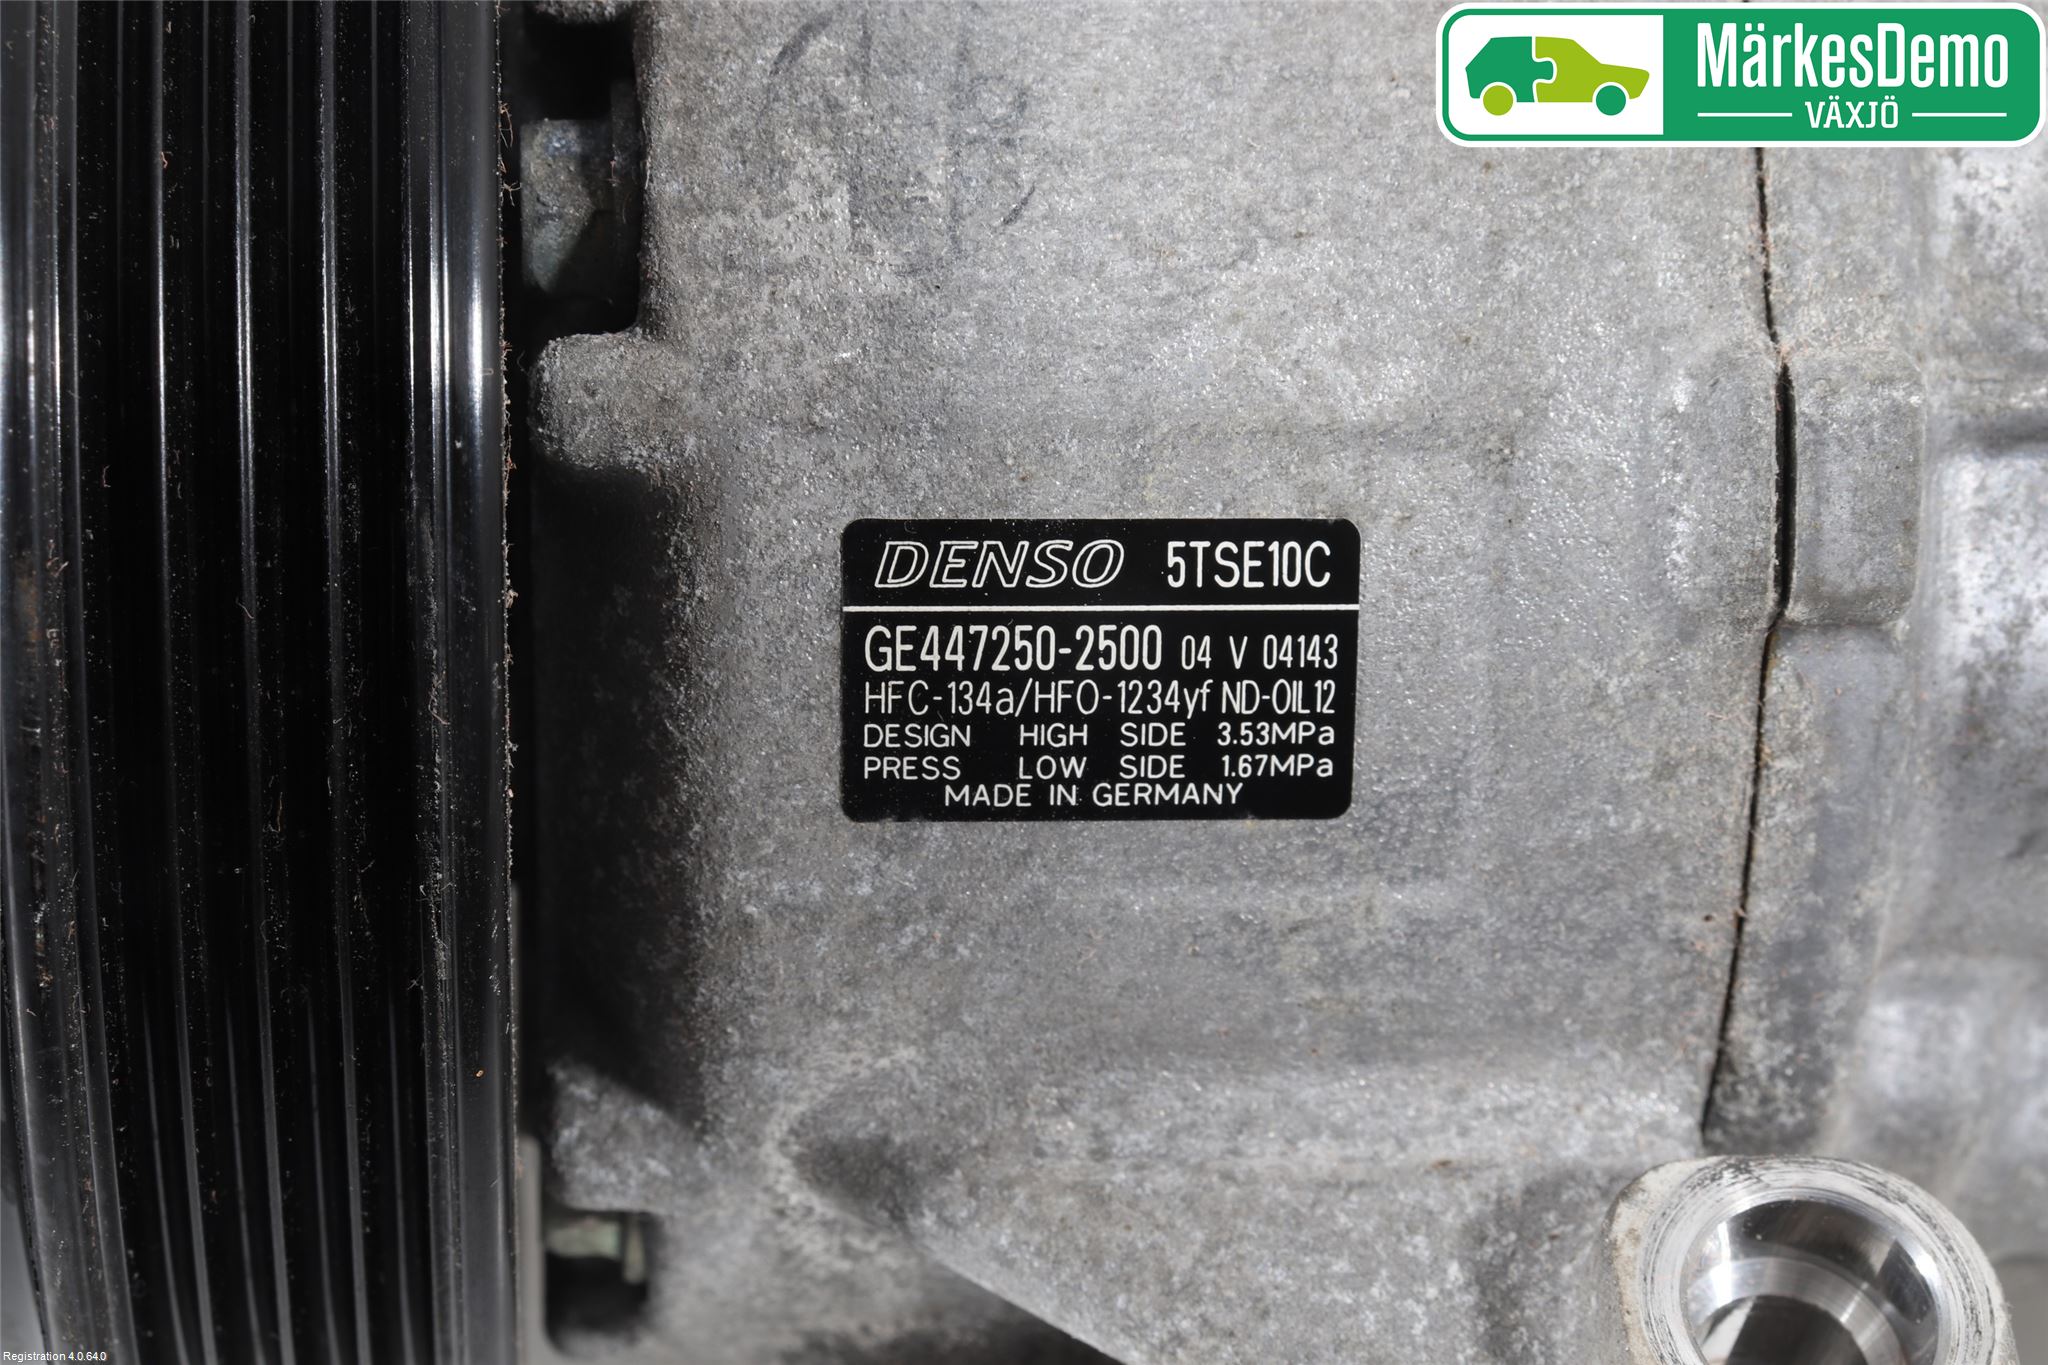 MärkesDemo
VÄXJÖ
DENSO 5TSE10C
GE447250-2500 04 V 04143
HFC-134a/HFO-1234yf ND-OIL12
DESIGN HIGH SIDE 3.53MPa
PRESS LOW SIDE 1.67MPa
MADE IN GERMANY
Registration 4.0.64.0